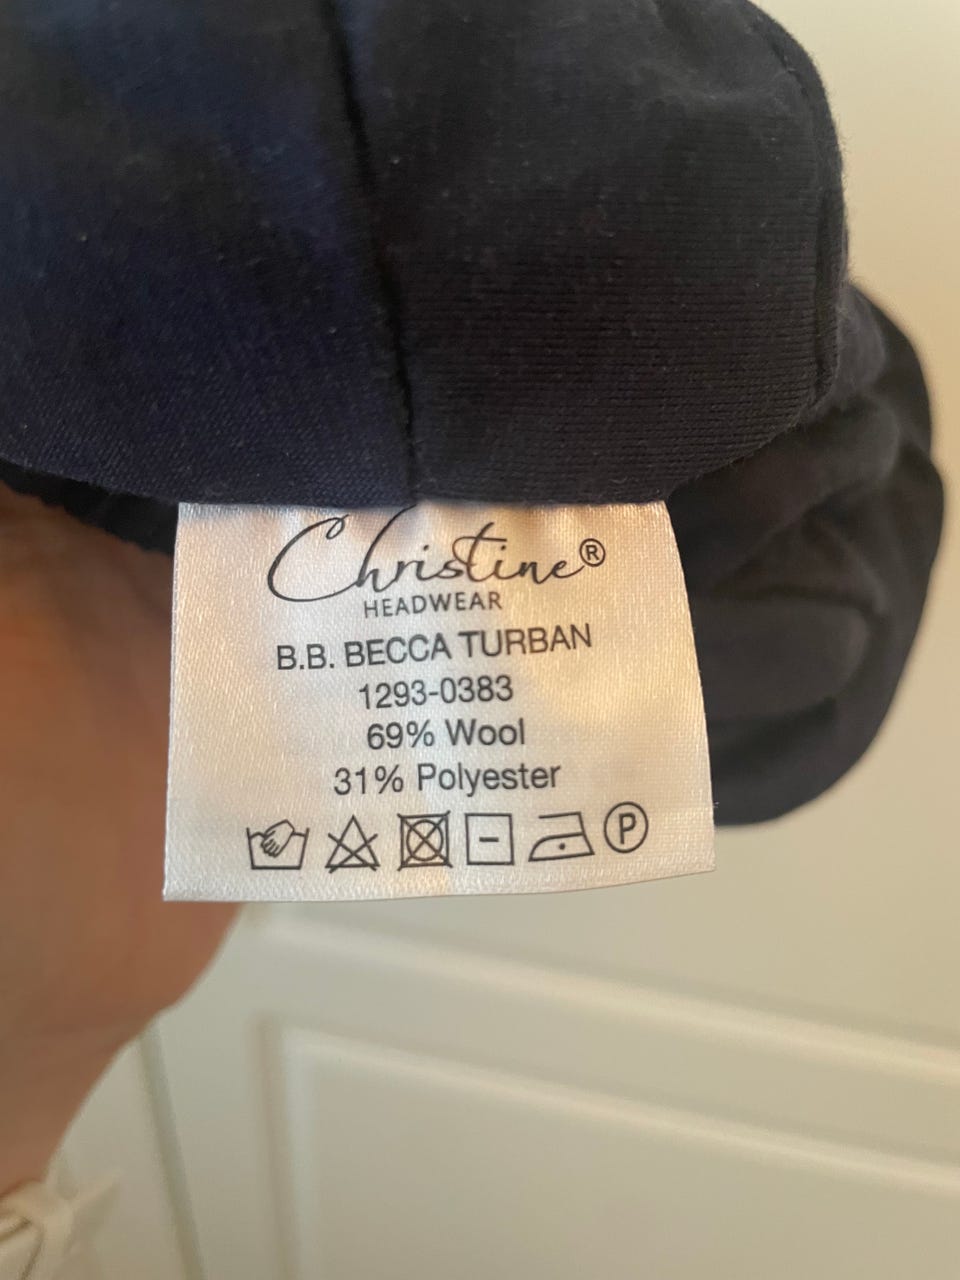 Christine®
HEADWEAR
B.B. BECCA TURBAN
1293-0383
69% Wool
31% Polyester
P